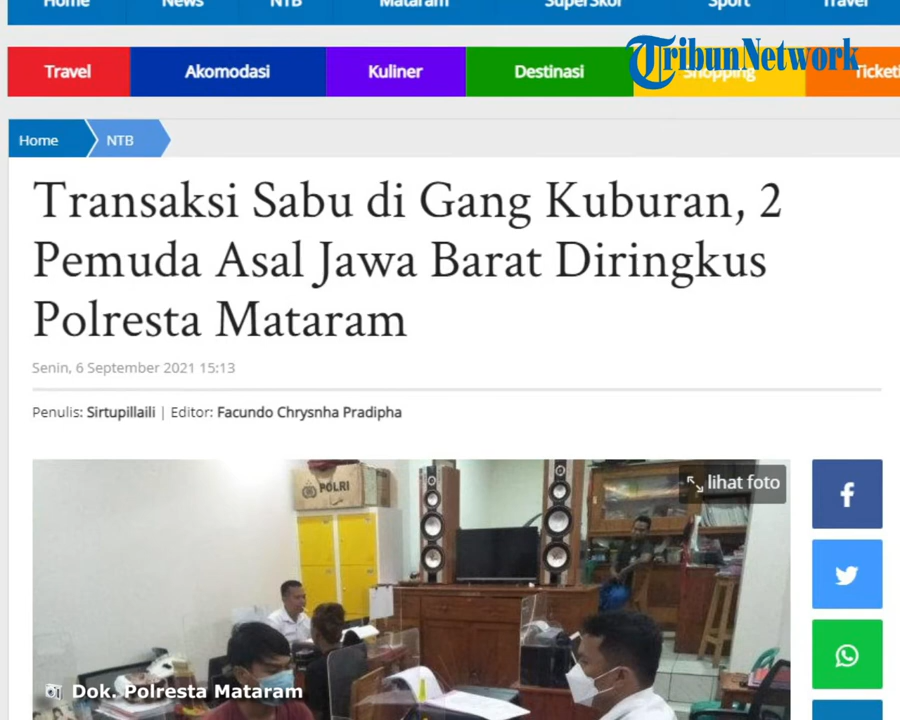 Home News NTB Mataram SuperSkor Sport Travel
TribunNetwork
Travel Akomodasi Kuliner Destinasi Shopping Ticketi
Home NTB
Transaksi Sabu di Gang Kuburan, 2
Pemuda Asal Jawa Barat Diringkus
Polresta Mataram
Senin, 6 September 2021 15:13
Penulis: Sirtupillaili | Editor: Facundo Chrysnha Pradipha
lihat foto
POLRI
Dok. Polresta Mataram